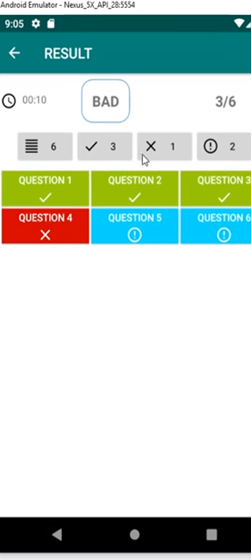 Android Emulator - Nexus_5X_API_28:5554
9:05
RESULT
00:10 BAD 3/6
6 3 1 2
QUESTION 1 QUESTION 2 QUESTION 3
QUESTION 4 QUESTION 5 QUESTION 6